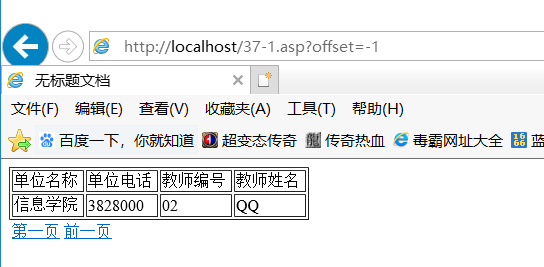 http://localhost/37-1.asp?offset=-1
无标题文档
文件(F) 编辑(E) 查看(V) 收藏夹(A) 工具(T) 帮助(H)
百度一下，你就知道 超变态传奇 传奇热血 毒霸网址大全 蓝
单位名称 单位电话 教师编号 教师姓名
信息学院 3828000 02 QQ
第一页 前一页